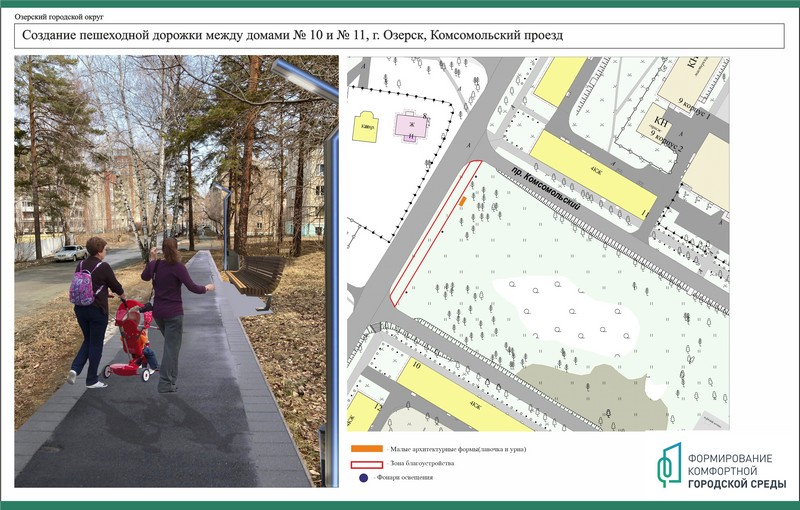 Озерский городской округ
Создание пешеходной дорожки между домами № 10 и № 11, г. Озерск, Комсомольский проезд
А
Ж
А
КН
9 корпус 1
КН
9 корпус 2
А
4КЖ
11
пр. Комсомольский
10
4КЖ
12
- Малые архитектурные формы(лавочка и урна)
- Зона благоустройства
- Фонари освещения
ФОРМИРОВАНИЕ
КОМФОРТНОЙ
ГОРОДСКОЙ СРЕДЫ